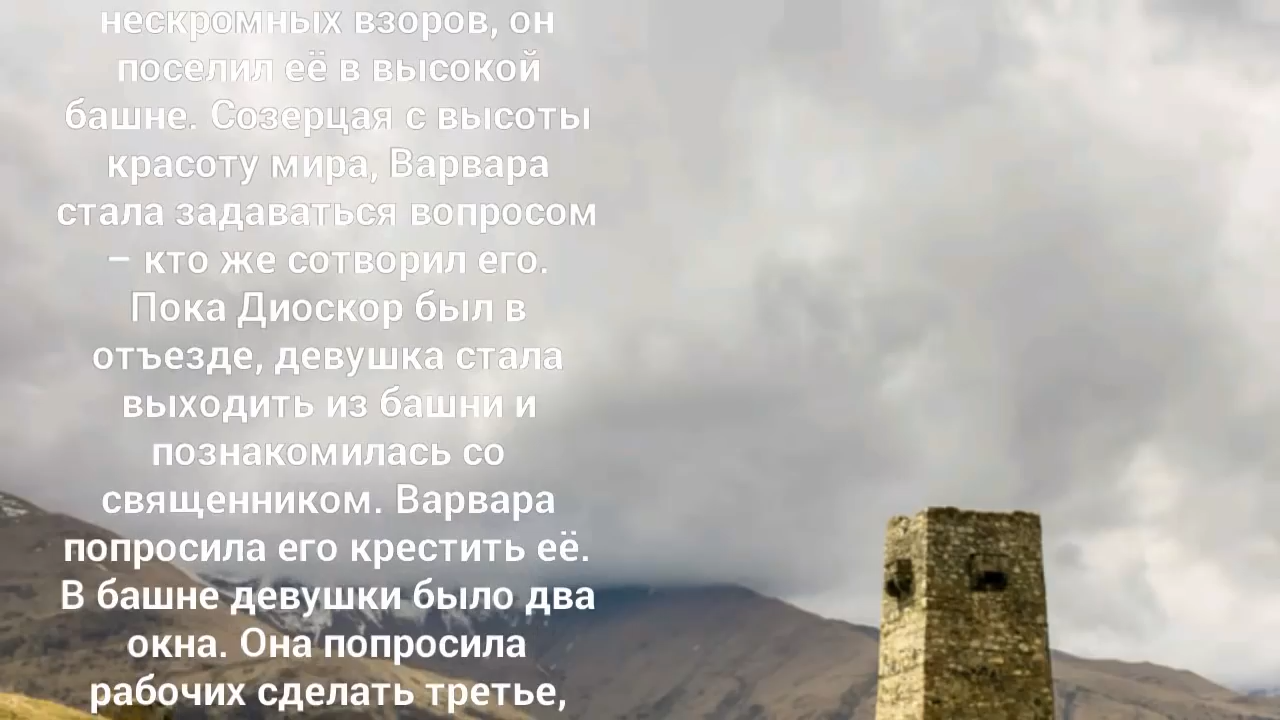 нескромных взоров, он
поселил её в высокой
башне. Созерцая с высоты
красоту мира, Варвара
стала задаваться вопросом
– кто же сотворил его.
Пока Диоскор был в
отъезде, девушка стала
выходить из башни и
познакомилась со
священником. Варвара
попросила его крестить её.
В башне девушки было два
окна. Она попросила
рабочих сделать третье,